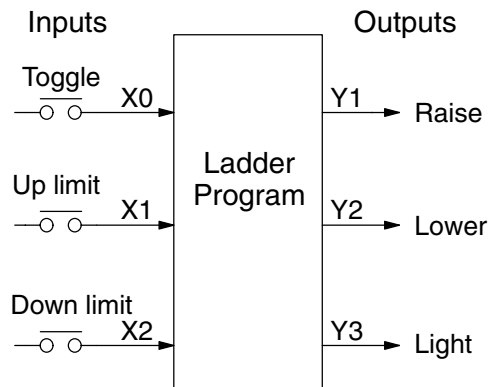 Inputs
Outputs
Toggle
X0
Y1
Raise
Ladder
Program
Up limit
X1
Y2
Lower
Down limit
X2
Y3
Light